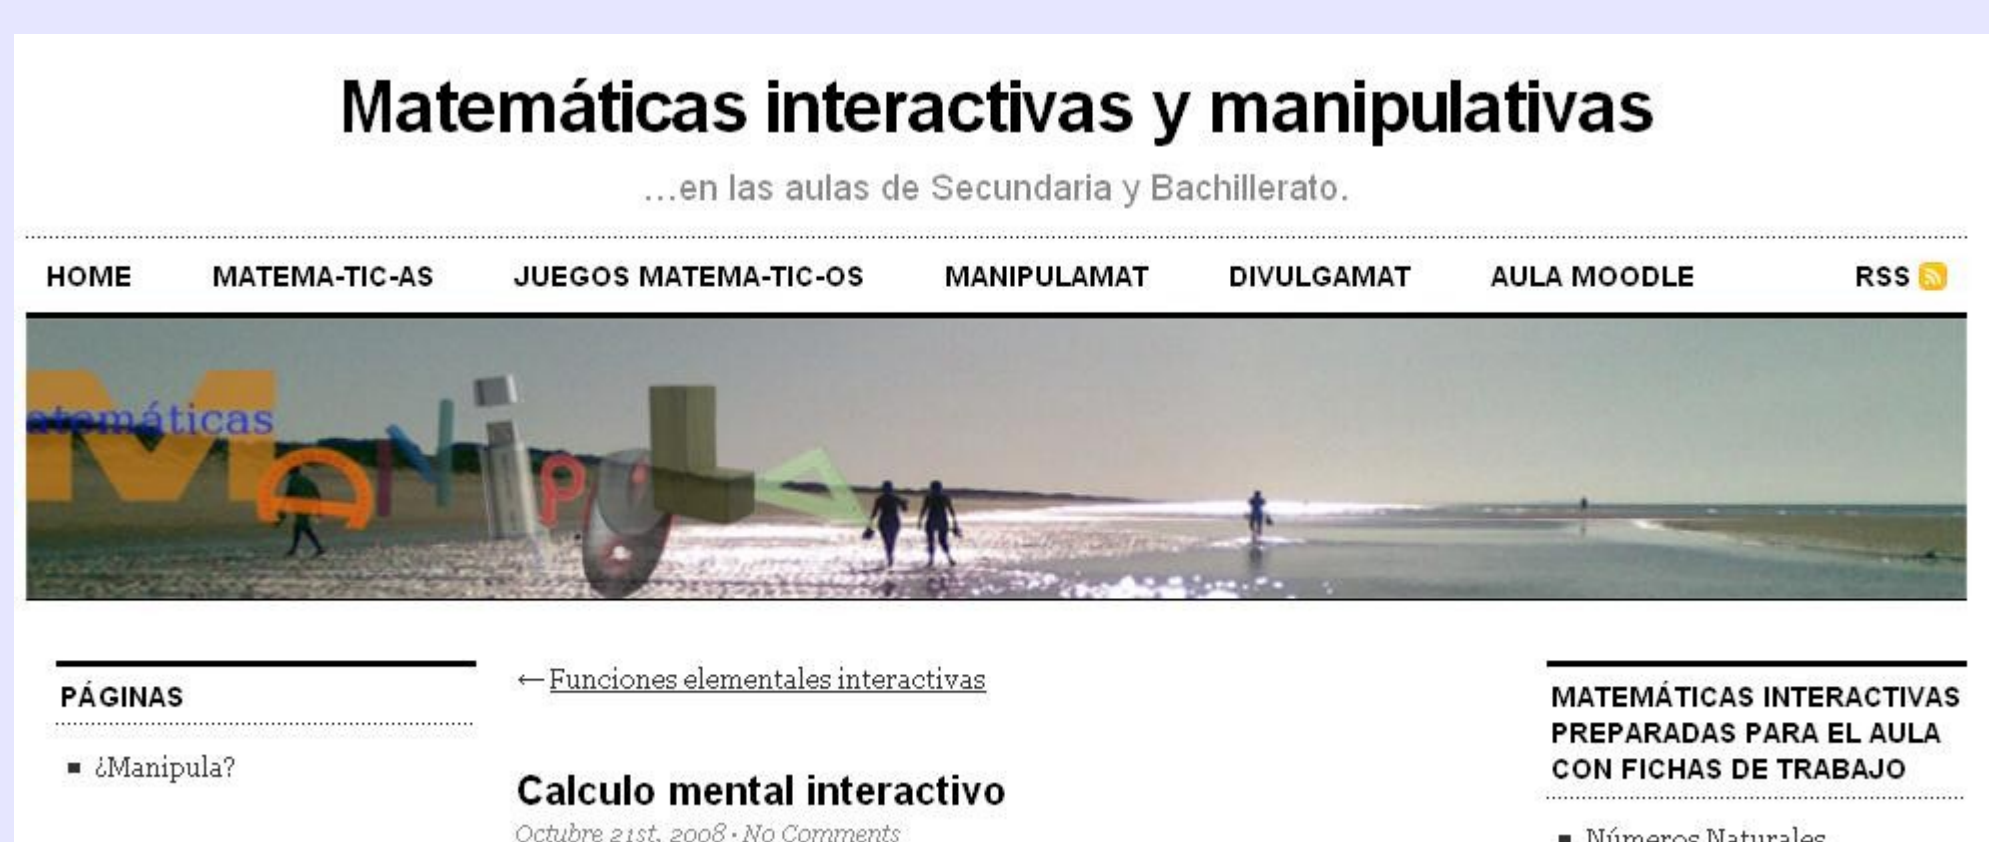 Matemáticas interactivas y manipulativas
...en las aulas de Secundaria y Bachillerato.
HOME MATEMA-TIC-AS JUEGOS MATEMA-TIC-OS MANIPULAMAT DIVULGAMAT AULA MOODLE RSS
Matemáticas
MANipULA
PÁGINAS
¿Manipula?
← Funciones elementales interactivas
Calculo mental interactivo
Octubre 21st, 2008 · No Comments
MATEMÁTICAS INTERACTIVAS
PREPARADAS PARA EL AULA
CON FICHAS DE TRABAJO
Números Naturales